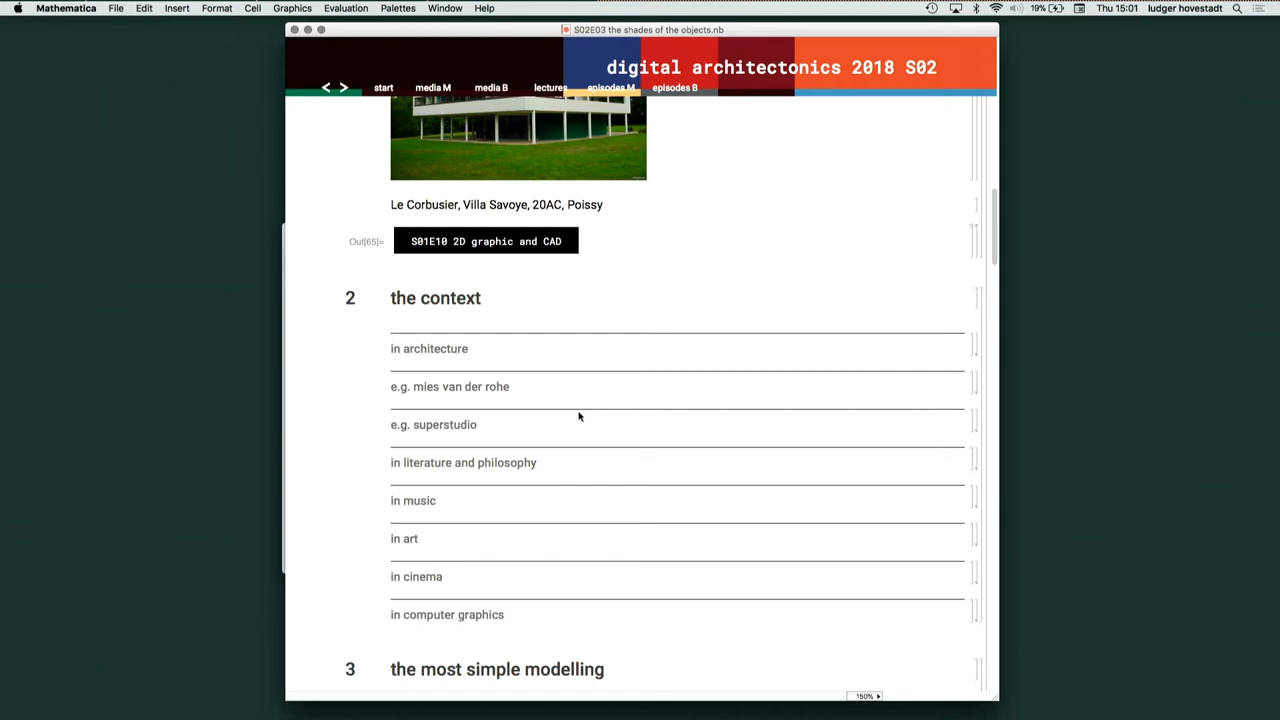 Mathematica File Edit Insert Format Cell Graphics Evaluation Palettes Window Help 19% Thu 15:01 ludger hovestadt
S02E03 the shades of the objects.nb
digital architectonics 2018 S02
< > start media M media B lectures episodes M episodes B
Le Corbusier, Villa Savoye, 20AC, Poissy
Out[65]= S01E10 2D graphic and CAD
2 the context
in architecture
e.g. mies van der rohe
e.g. superstudio
in literature and philosophy
in music
in art
in cinema
in computer graphics
3 the most simple modelling
150%